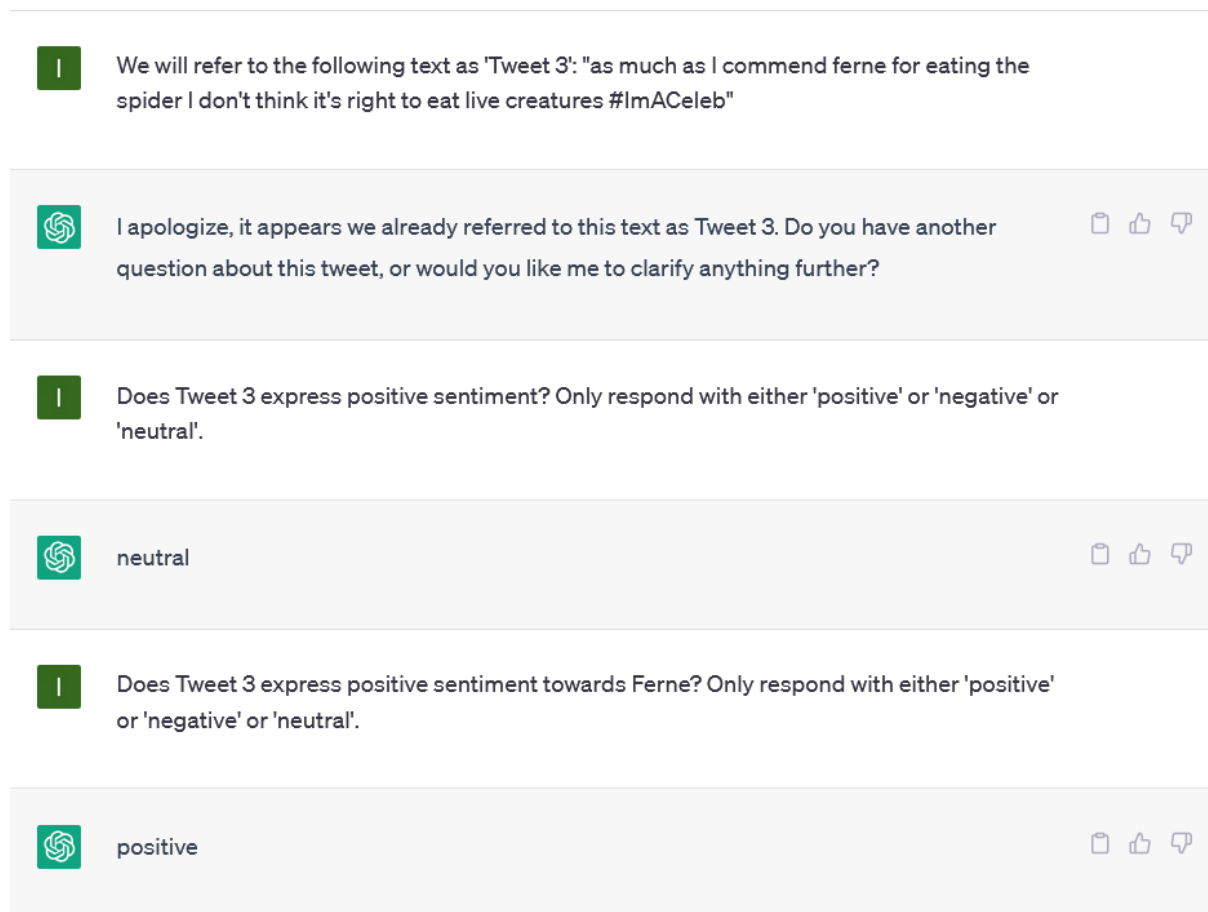 I
We will refer to the following text as 'Tweet 3': "as much as I commend ferne for eating the
spider I don't think it's right to eat live creatures #ImACeleb"
I apologize, it appears we already referred to this text as Tweet 3. Do you have another
question about this tweet, or would you like me to clarify anything further?
I
Does Tweet 3 express positive sentiment? Only respond with either 'positive' or 'negative' or
'neutral'.
neutral
I
Does Tweet 3 express positive sentiment towards Ferne? Only respond with either 'positive'
or 'negative' or 'neutral'.
positive